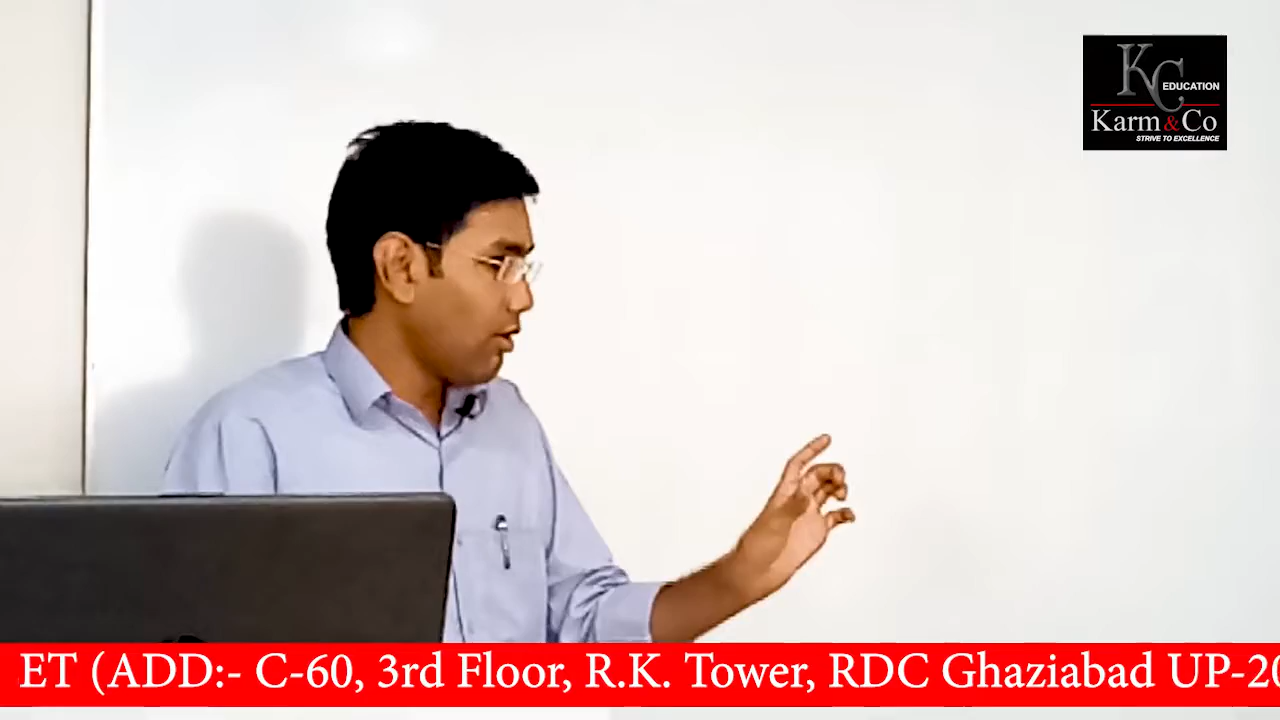 KC EDUCATION
Karm & Co
STRIVE TO EXCELLENCE
ET (ADD:- C-60, 3rd Floor, R.K. Tower, RDC Ghaziabad UP-20